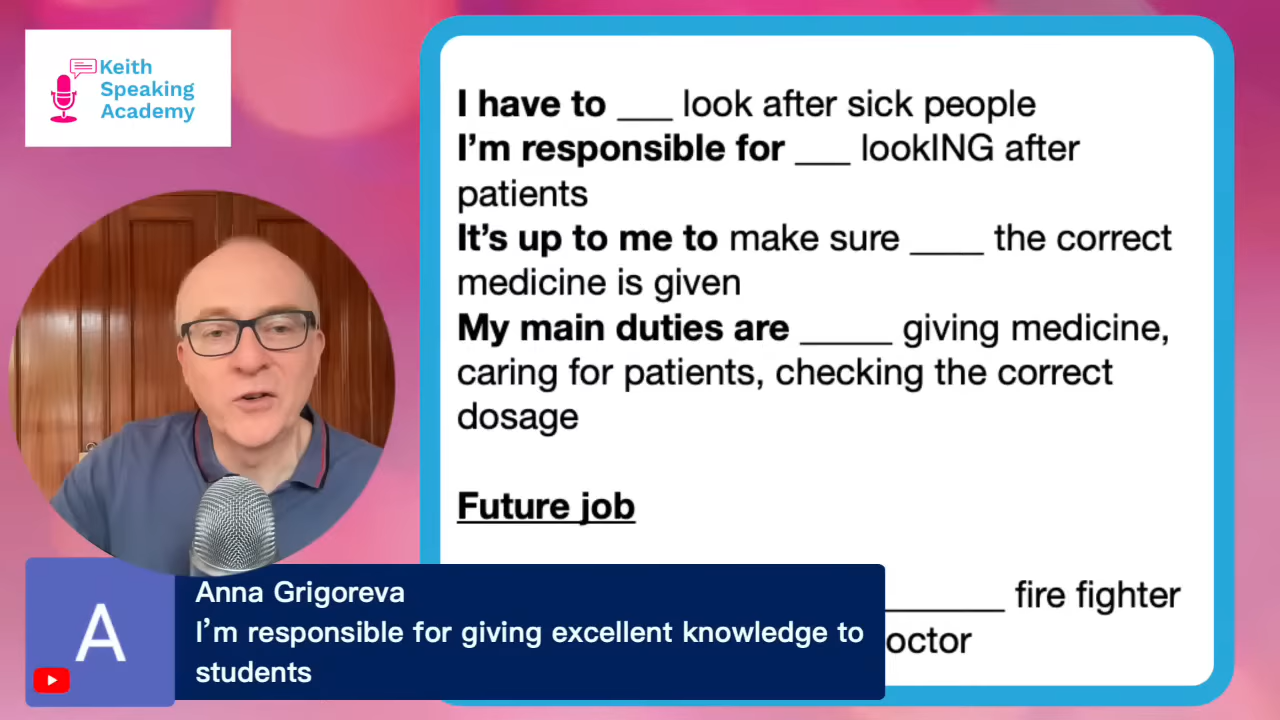 Keith
Speaking
Academy
I have to ___ look after sick people
I'm responsible for ___ lookING after
patients
It's up to me to make sure ____ the correct
medicine is given
My main duties are _____ giving medicine,
caring for patients, checking the correct
dosage
Future job
_______ fire fighter
octor
A
Anna Grigoreva
I'm responsible for giving excellent knowledge to
students